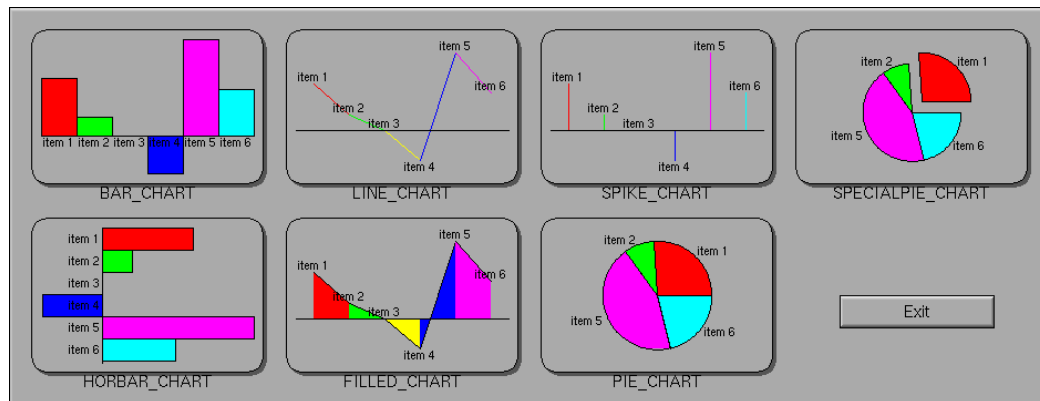 item 1 item 2 item 3 item 4 item 5 item 6
BAR_CHART
item 5
item 1
item 6
item 2
item 3
item 4
LINE_CHART
item 5
item 1
item 2
item 3
item 6
item 4
SPIKE_CHART
item 2
item 1
item 5
item 6
SPECIALPIE_CHART
item 1
item 2
item 3
item 4
item 5
item 6
HORBAR_CHART
item 5
item 1
item 6
item 2
item 3
item 4
FILLED_CHART
item 2
item 1
item 5
item 6
PIE_CHART
Exit